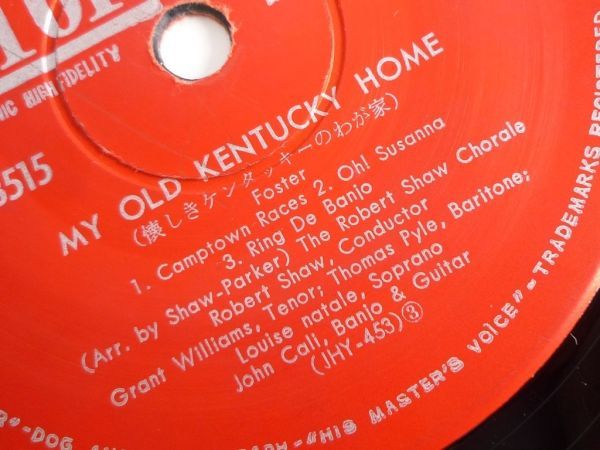 HIGH FIDELITY
515
MY OLD KENTUCKY HOME
(懐しきケンタッキーのわが家)
Foster
1. Camptown Races 2. Oh! Susanna
3. Ring De Banjo
(Arr. by Shaw-Parker) The Robert Shaw Chorale
Robert Shaw, Conductor
Grant Williams, Tenor; Thomas Pyle, Baritone;
Louise natale, Soprano
John Cali, Banjo & Guitar
(JHY-453)③
DOG
"HIS MASTER'S VOICE"-TRADEMARKS REGISTERED